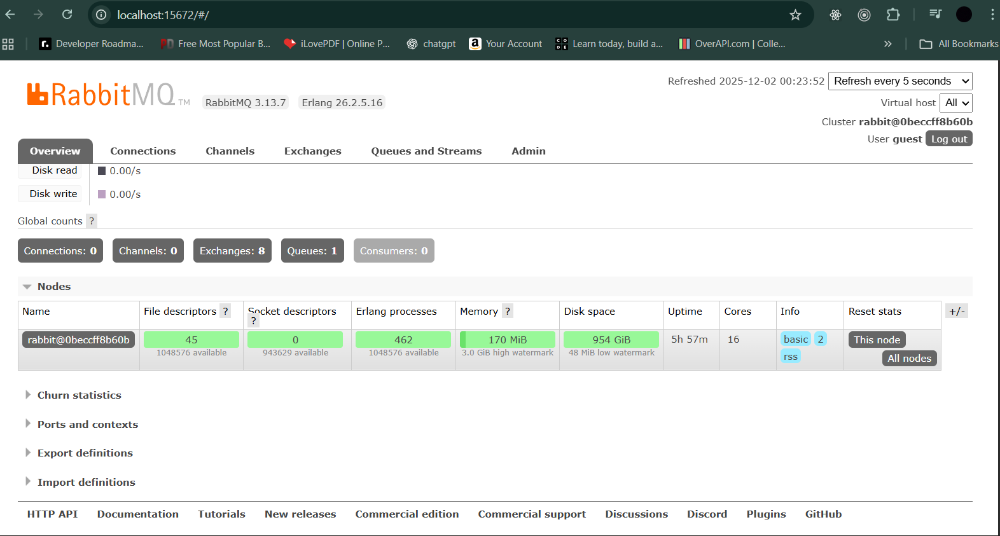 localhost:15672/#/
Developer Roadma... Free Most Popular B... iLovePDF | Online P... chatgpt Your Account Learn today, build a... OverAPI.com | Colle... » All Bookmarks
Refreshed 2025-12-02 00:23:52 Refresh every 5 seconds
RabbitMQ TM RabbitMQ 3.13.7 Erlang 26.2.5.16
Virtual host All
Cluster rabbit@0beccff8b60b
User guest Log out
Overview Connections Channels Exchanges Queues and Streams Admin
Disk read 0.00/s
Disk write 0.00/s
Global counts ?
Connections: 0 Channels: 0 Exchanges: 8 Queues: 1 Consumers: 0
Nodes
Name File descriptors ? Socket descriptors ? Erlang processes Memory ? Disk space Uptime Cores Info Reset stats +/-
rabbit@0beccff8b60b 45 0 462 170 MiB 954 GiB 5h 57m 16 basic 2 This node
1048576 available 943629 available 1048576 available 3.0 GiB high watermark 48 MiB low watermark rss All nodes
Churn statistics
Ports and contexts
Export definitions
Import definitions
HTTP API Documentation Tutorials New releases Commercial edition Commercial support Discussions Discord Plugins GitHub